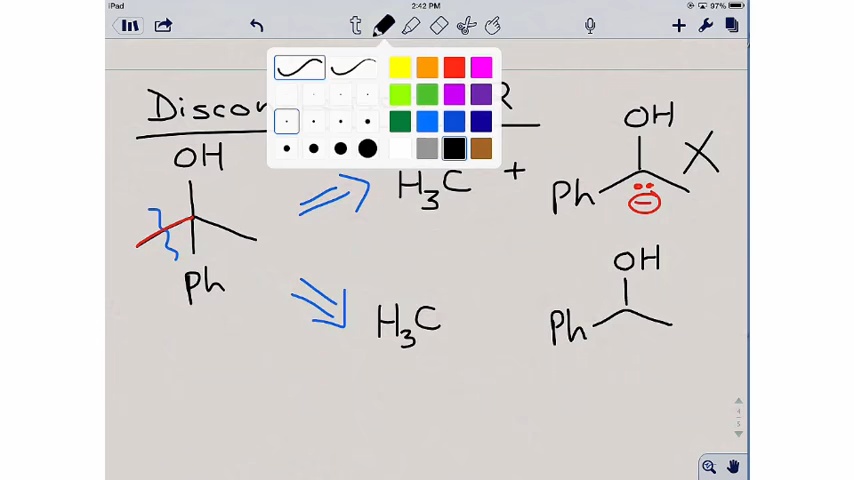 iPad 2:42 PM 97%
t
Discon R
OH
Ph
H3C +
OH
Ph X
H3C
OH
Ph